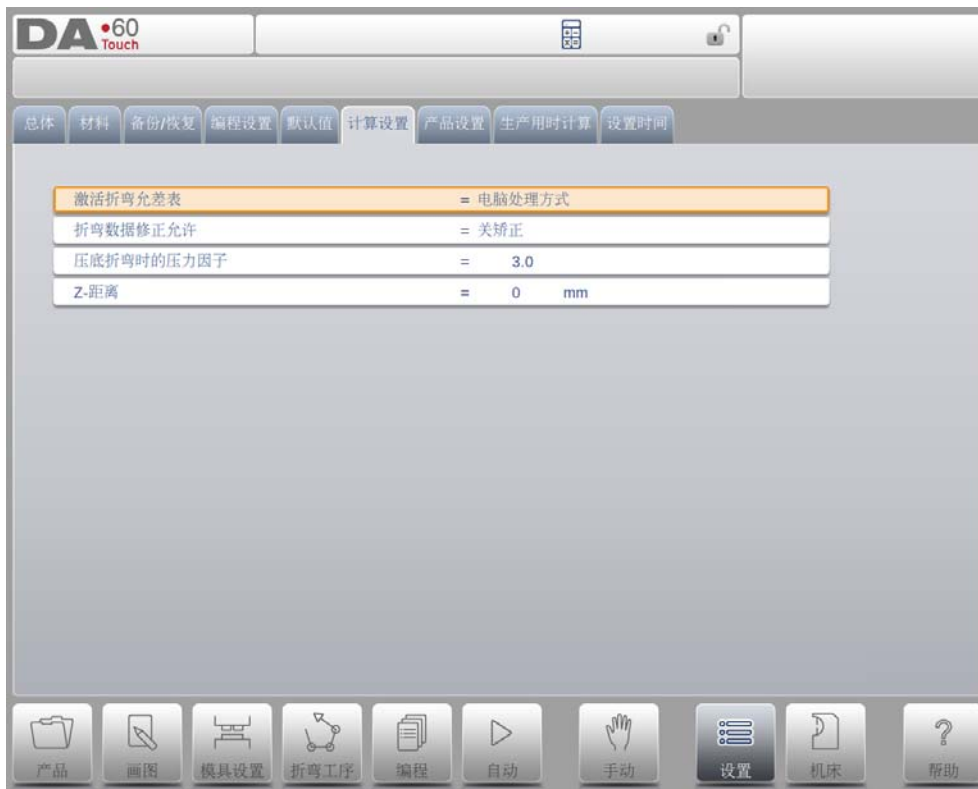 DA•60
Touch
总体 材料 备份/恢复 编程设置 默认值 计算设置 产品设置 生产用时计算 设置时间
激活折弯允差表 = 电脑处理方式
折弯数据修正允许 = 关矫正
压底折弯时的压力因子 = 3.0
Z-距离 = 0 mm
产品 画图 模具设置 折弯工序 编程 自动 手动 设置 机床 帮助